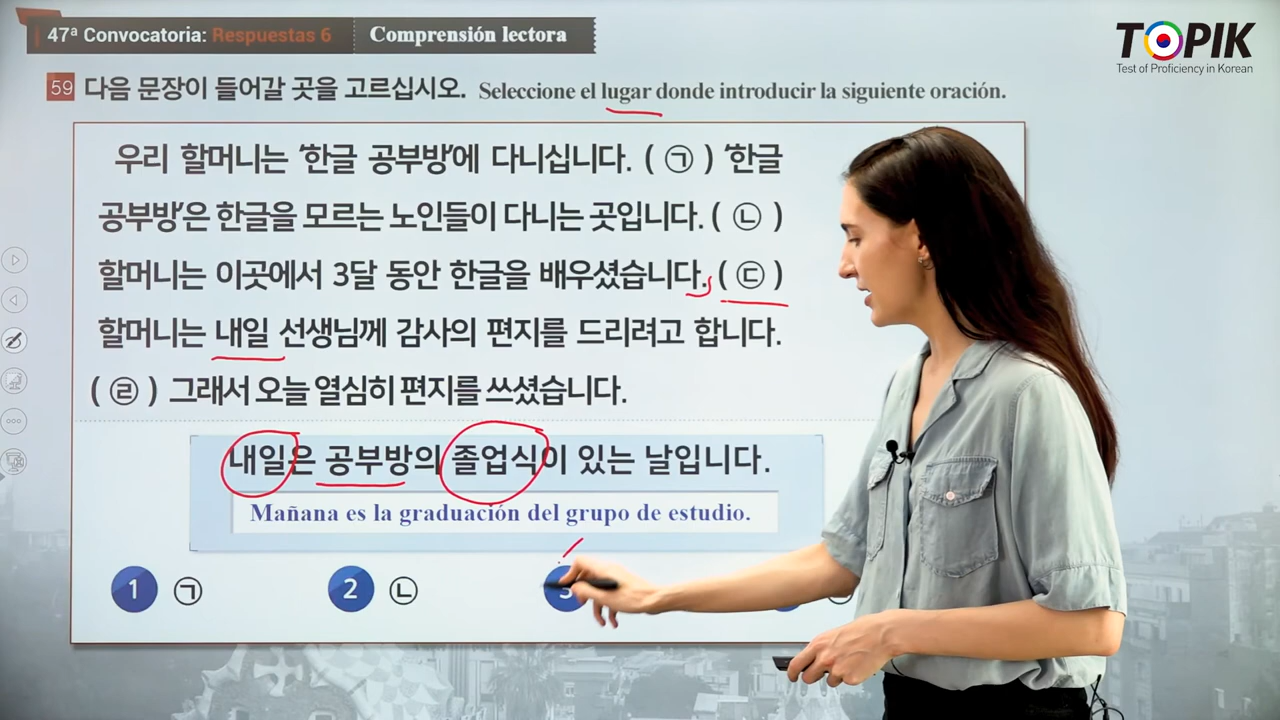 47ª Convocatoria: Respuestas 6 Comprensión lectora
TOPIK
Test of Proficiency in Korean
59 다음 문장이 들어갈 곳을 고르십시오. Seleccione el lugar donde introducir la siguiente oración.
우리 할머니는 ‘한글 공부방’에 다니십니다. ( ㉠ ) ‘한글
공부방’은 한글을 모르는 노인들이 다니는 곳입니다. ( ㉡ )
할머니는 이곳에서 3달 동안 한글을 배우셨습니다. ( ㉢ )
할머니는 내일 선생님께 감사의 편지를 드리려고 합니다.
( ㉣ ) 그래서 오늘 열심히 편지를 쓰셨습니다.
내일은 공부방의 졸업식이 있는 날입니다.
Mañana es la graduación del grupo de estudio.
1 ㉠ 2 ㉡ 3